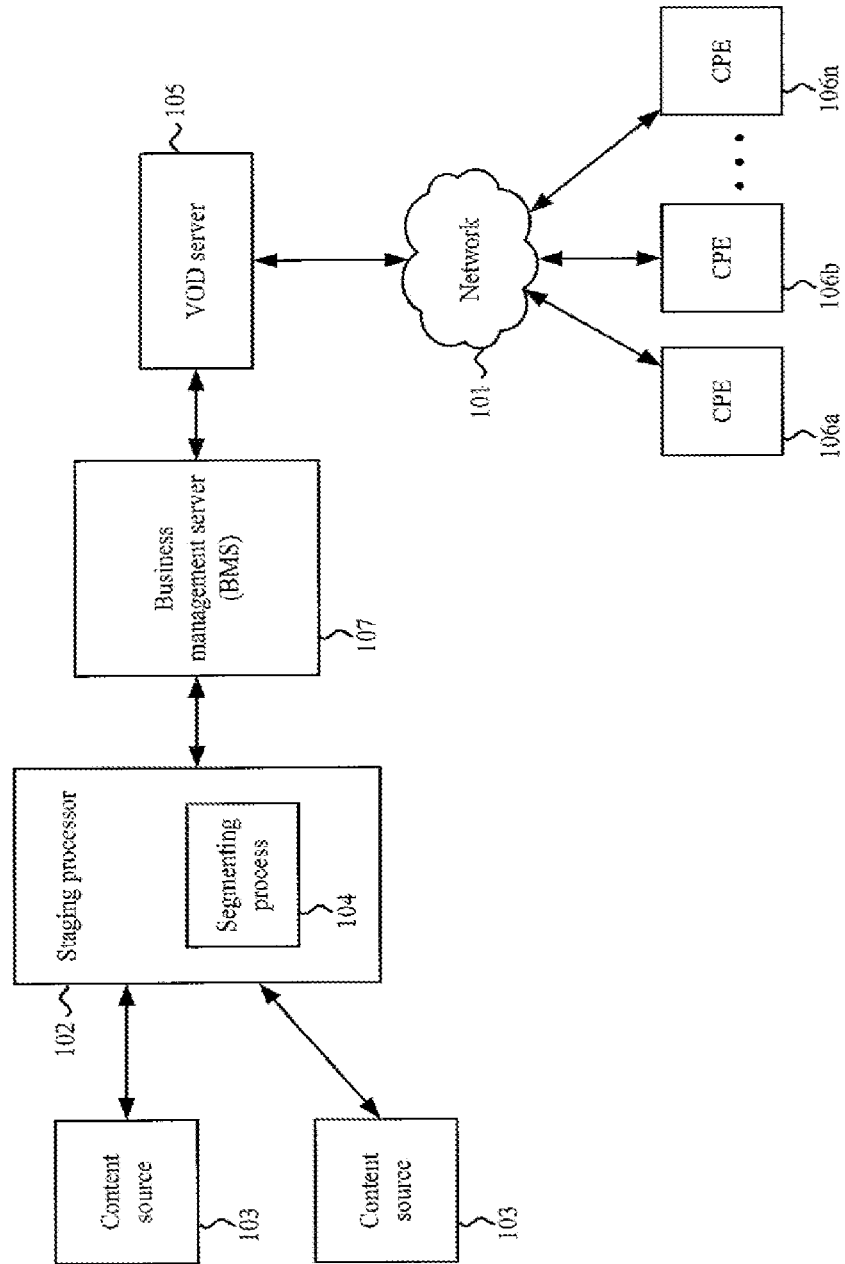 Content
source
103
Content
source
103
102
Staging processor
Segmenting
process
104
Business
management server
(BMS)
107
VOD server
105
Network
101
CPE
106a
CPE
106b
CPE
106n